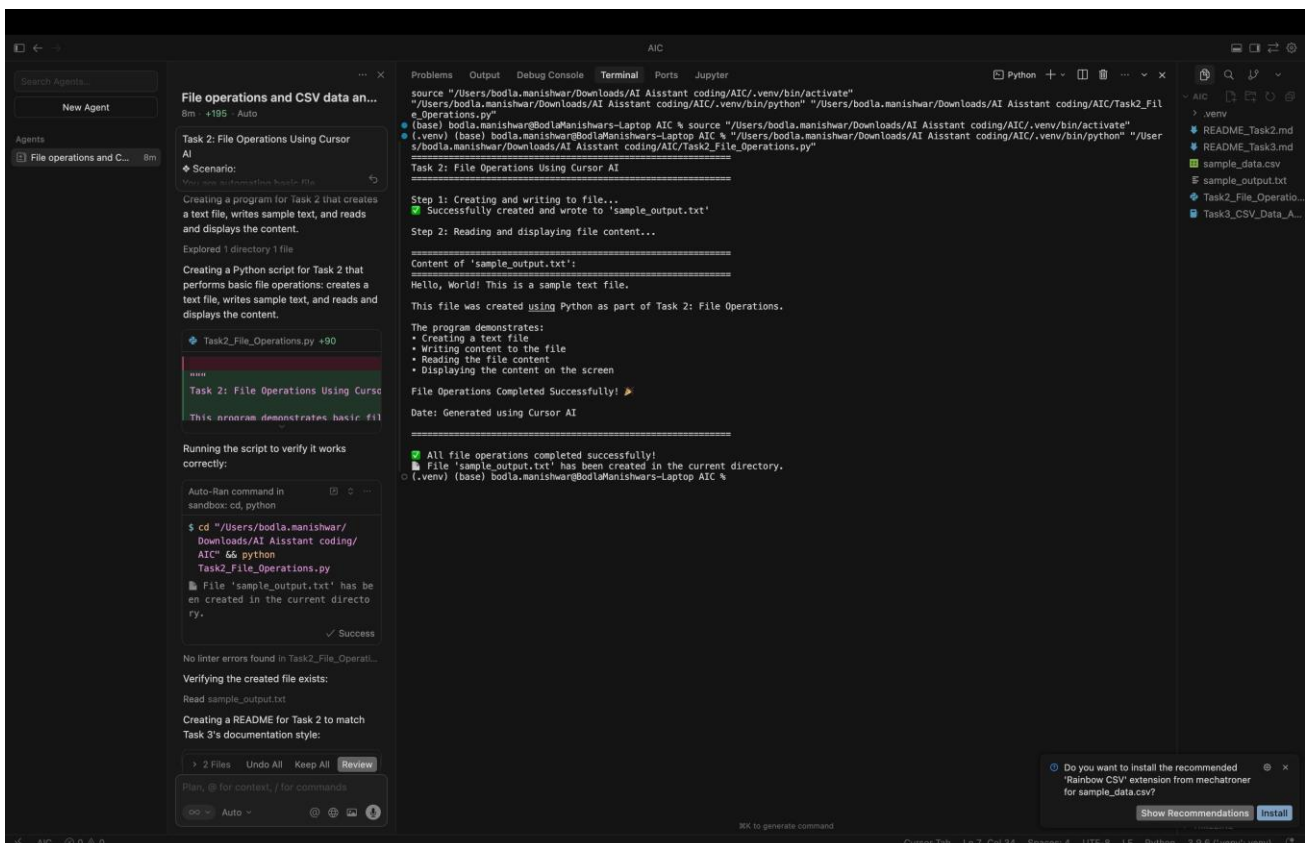 AIC
Search Agents...
New Agent
Agents
File operations and C... 8m
File operations and CSV data an...
8m · +195 · Auto
Task 2: File Operations Using Cursor
AI
❖ Scenario:
You are automating basic file
Creating a program for Task 2 that creates
a text file, writes sample text, and reads
and displays the content.
Explored 1 directory 1 file
Creating a Python script for Task 2 that
performs basic file operations: creates a
text file, writes sample text, and reads and
displays the content.
Task2_File_Operations.py +90
"""
Task 2: File Operations Using Curso
This program demonstrates basic fil
Running the script to verify it works
correctly:
Auto-Ran command in
sandbox: cd, python
$ cd "/Users/bodla.manishwar/
Downloads/AI Aisstant coding/
AIC" && python
Task2_File_Operations.py
📄 File 'sample_output.txt' has be
en created in the current directo
ry.
✓ Success
No linter errors found in Task2_File_Operati...
Verifying the created file exists:
Read sample_output.txt
Creating a README for Task 2 to match
Task 3's documentation style:
> 2 Files Undo All Keep All Review
Plan, @ for context, / for commands
∞ Auto
Problems Output Debug Console Terminal Ports Jupyter
Python
source "/Users/bodla.manishwar/Downloads/AI Aisstant coding/AIC/.venv/bin/activate"
"/Users/bodla.manishwar/Downloads/AI Aisstant coding/AIC/.venv/bin/python" "/Users/bodla.manishwar/Downloads/AI Aisstant coding/AIC/Task2_Fil
e_Operations.py"
(base) bodla.manishwar@BodlaManishwars-Laptop AIC % source "/Users/bodla.manishwar/Downloads/AI Aisstant coding/AIC/.venv/bin/activate"
(.venv) (base) bodla.manishwar@BodlaManishwars-Laptop AIC % "/Users/bodla.manishwar/Downloads/AI Aisstant coding/AIC/.venv/bin/python" "/User
s/bodla.manishwar/Downloads/AI Aisstant coding/AIC/Task2_File_Operations.py"
============================================================
Task 2: File Operations Using Cursor AI
============================================================
Step 1: Creating and writing to file...
✅ Successfully created and wrote to 'sample_output.txt'
Step 2: Reading and displaying file content...
============================================================
Content of 'sample_output.txt':
============================================================
Hello, World! This is a sample text file.
This file was created using Python as part of Task 2: File Operations.
The program demonstrates:
• Creating a text file
• Writing content to the file
• Reading the file content
• Displaying the content on the screen
File Operations Completed Successfully! 🎉
Date: Generated using Cursor AI
============================================================
✅ All file operations completed successfully!
📄 File 'sample_output.txt' has been created in the current directory.
(.venv) (base) bodla.manishwar@BodlaManishwars-Laptop AIC %
⌘K to generate command
AIC
> .venv
README_Task2.md
README_Task3.md
sample_data.csv
sample_output.txt
Task2_File_Operatio...
Task3_CSV_Data_A...
Do you want to install the recommended
'Rainbow CSV' extension from mechatroner
for sample_data.csv?
Show Recommendations Install